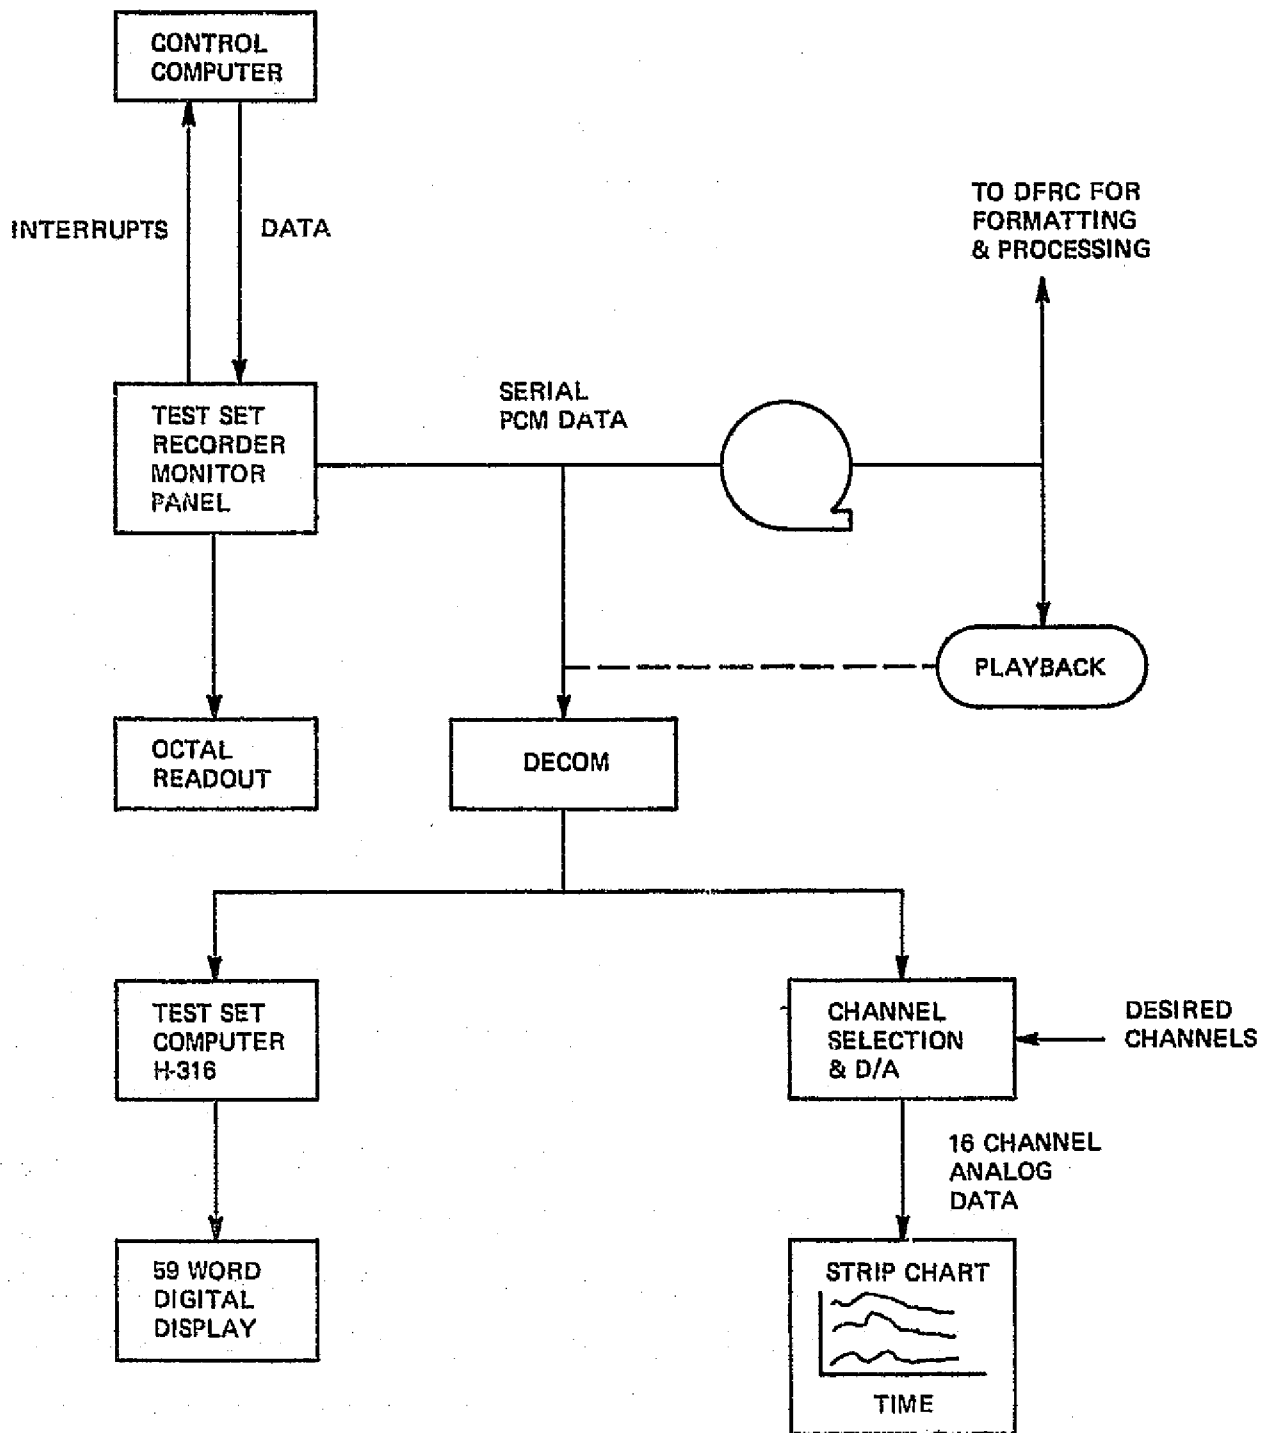 CONTROL
COMPUTER
INTERRUPTS
DATA
TO DFRC FOR
FORMATTING
& PROCESSING
TEST SET
RECORDER
MONITOR
PANEL
SERIAL
PCM DATA
PLAYBACK
OCTAL
READOUT
DECOM
TEST SET
COMPUTER
H-316
CHANNEL
SELECTION
& D/A
DESIRED
CHANNELS
16 CHANNEL
ANALOG
DATA
59 WORD
DIGITAL
DISPLAY
STRIP CHART
TIME